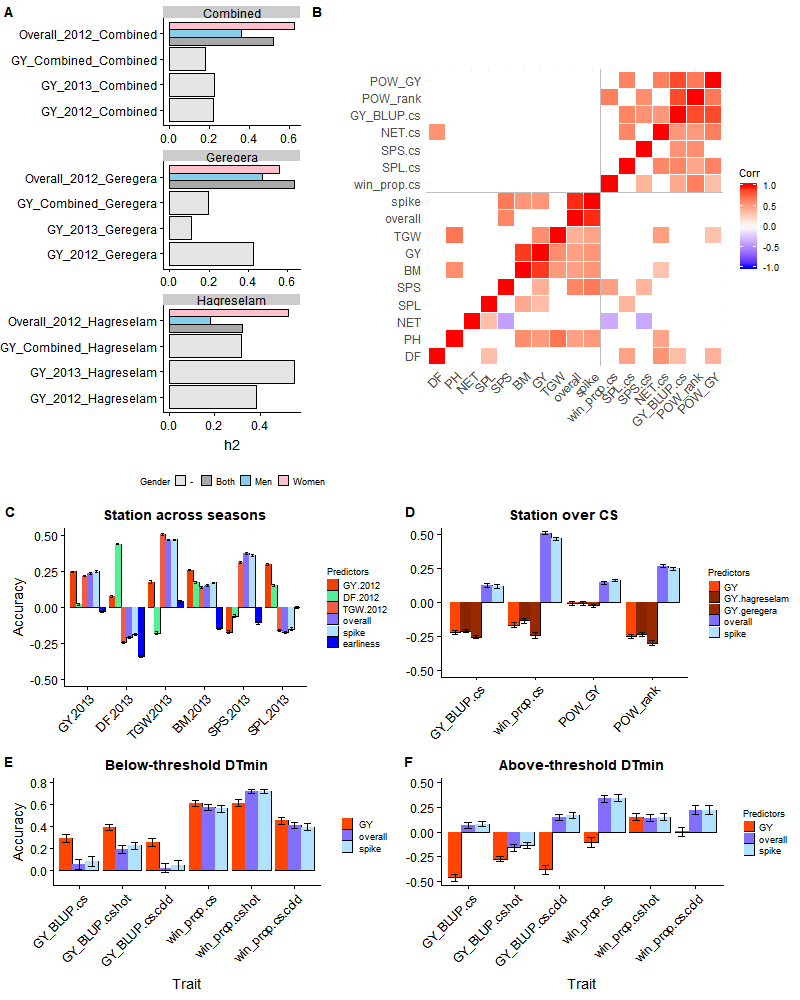 A
Combined
Overall_2012_Combined
GY_Combined_Combined
GY_2013_Combined
GY_2012_Combined
0.0 0.2 0.4 0.6
Geregera
Overall_2012_Geregera
GY_Combined_Geregera
GY_2013_Geregera
GY_2012_Geregera
0.0 0.2 0.4 0.6
Hagreselam
Overall_2012_Hagreselam
GY_Combined_Hagreselam
GY_2013_Hagreselam
GY_2012_Hagreselam
0.0 0.2 0.4
h2
Gender - Both Men Women
B
POW_GY
POW_rank
GY_BLUP.cs
NET.cs
SPS.cs
SPL.cs
win_prop.cs
spike
overall
TGW
GY
BM
SPS
SPL
NET
PH
DF
DF PH NET SPL SPS BM GY TGW overall spike win_prop.cs SPL.cs SPS.cs NET.cs GY_BLUP.cs POW_rank POW_GY
Corr
1.0
0.5
0.0
-0.5
-1.0
C
Station across seasons
Accuracy
0.50
0.25
0.00
-0.25
-0.50
GY.2013 DF.2013 TGW.2013 BM.2013 SPS.2013 SPL.2013
Predictors
GY.2012
DF.2012
TGW.2012
overall
spike
earliness
D
Station over CS
0.50
0.25
0.00
-0.25
-0.50
GY_BLUP.cs win_prop.cs POW_GY POW_rank
Predictors
GY
GY.hagreselam
GY.geregera
overall
spike
E
Below-threshold DTmin
Accuracy
0.8
0.6
0.4
0.2
0.0
GY_BLUP.cs GY_BLUP.cs.hot GY_BLUP.cs.cdd win_prop.cs win_prop.cs.hot win_prop.cs.cdd
Trait
GY
overall
spike
F
Above-threshold DTmin
0.50
0.25
0.00
-0.25
-0.50
GY_BLUP.cs GY_BLUP.cs.hot GY_BLUP.cs.cdd win_prop.cs win_prop.cs.hot win_prop.cs.cdd
Trait
Predictors
GY
overall
spike